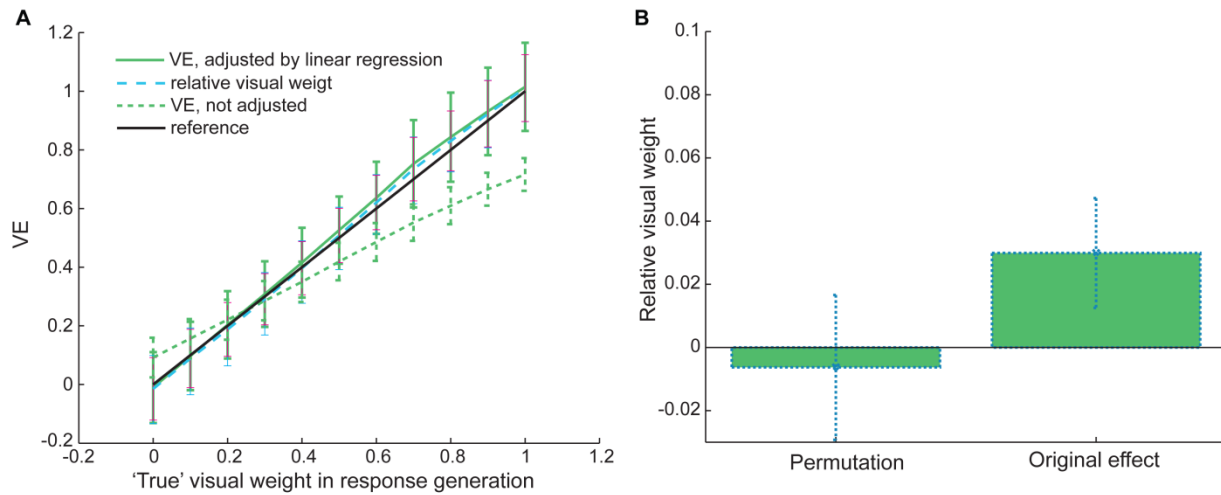 A
1.2
1
0.8
0.6
0.4
0.2
0
-0.2
VE
VE, adjusted by linear regression
relative visual weigt
VE, not adjusted
reference
-0.2
0
0.2
0.4
0.6
0.8
1
1.2
'True' visual weight in response generation
B
0.1
0.08
0.06
0.04
0.02
0
-0.02
Relative visual weight
Permutation
Original effect